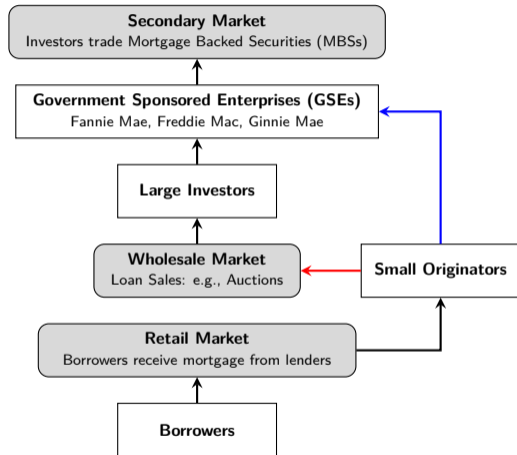 Secondary Market
Investors trade Mortgage Backed Securities (MBSs)
Government Sponsored Enterprises (GSEs)
Fannie Mae, Freddie Mac, Ginnie Mae
Large Investors
Wholesale Market
Loan Sales: e.g., Auctions
Small Originators
Retail Market
Borrowers receive mortgage from lenders
Borrowers